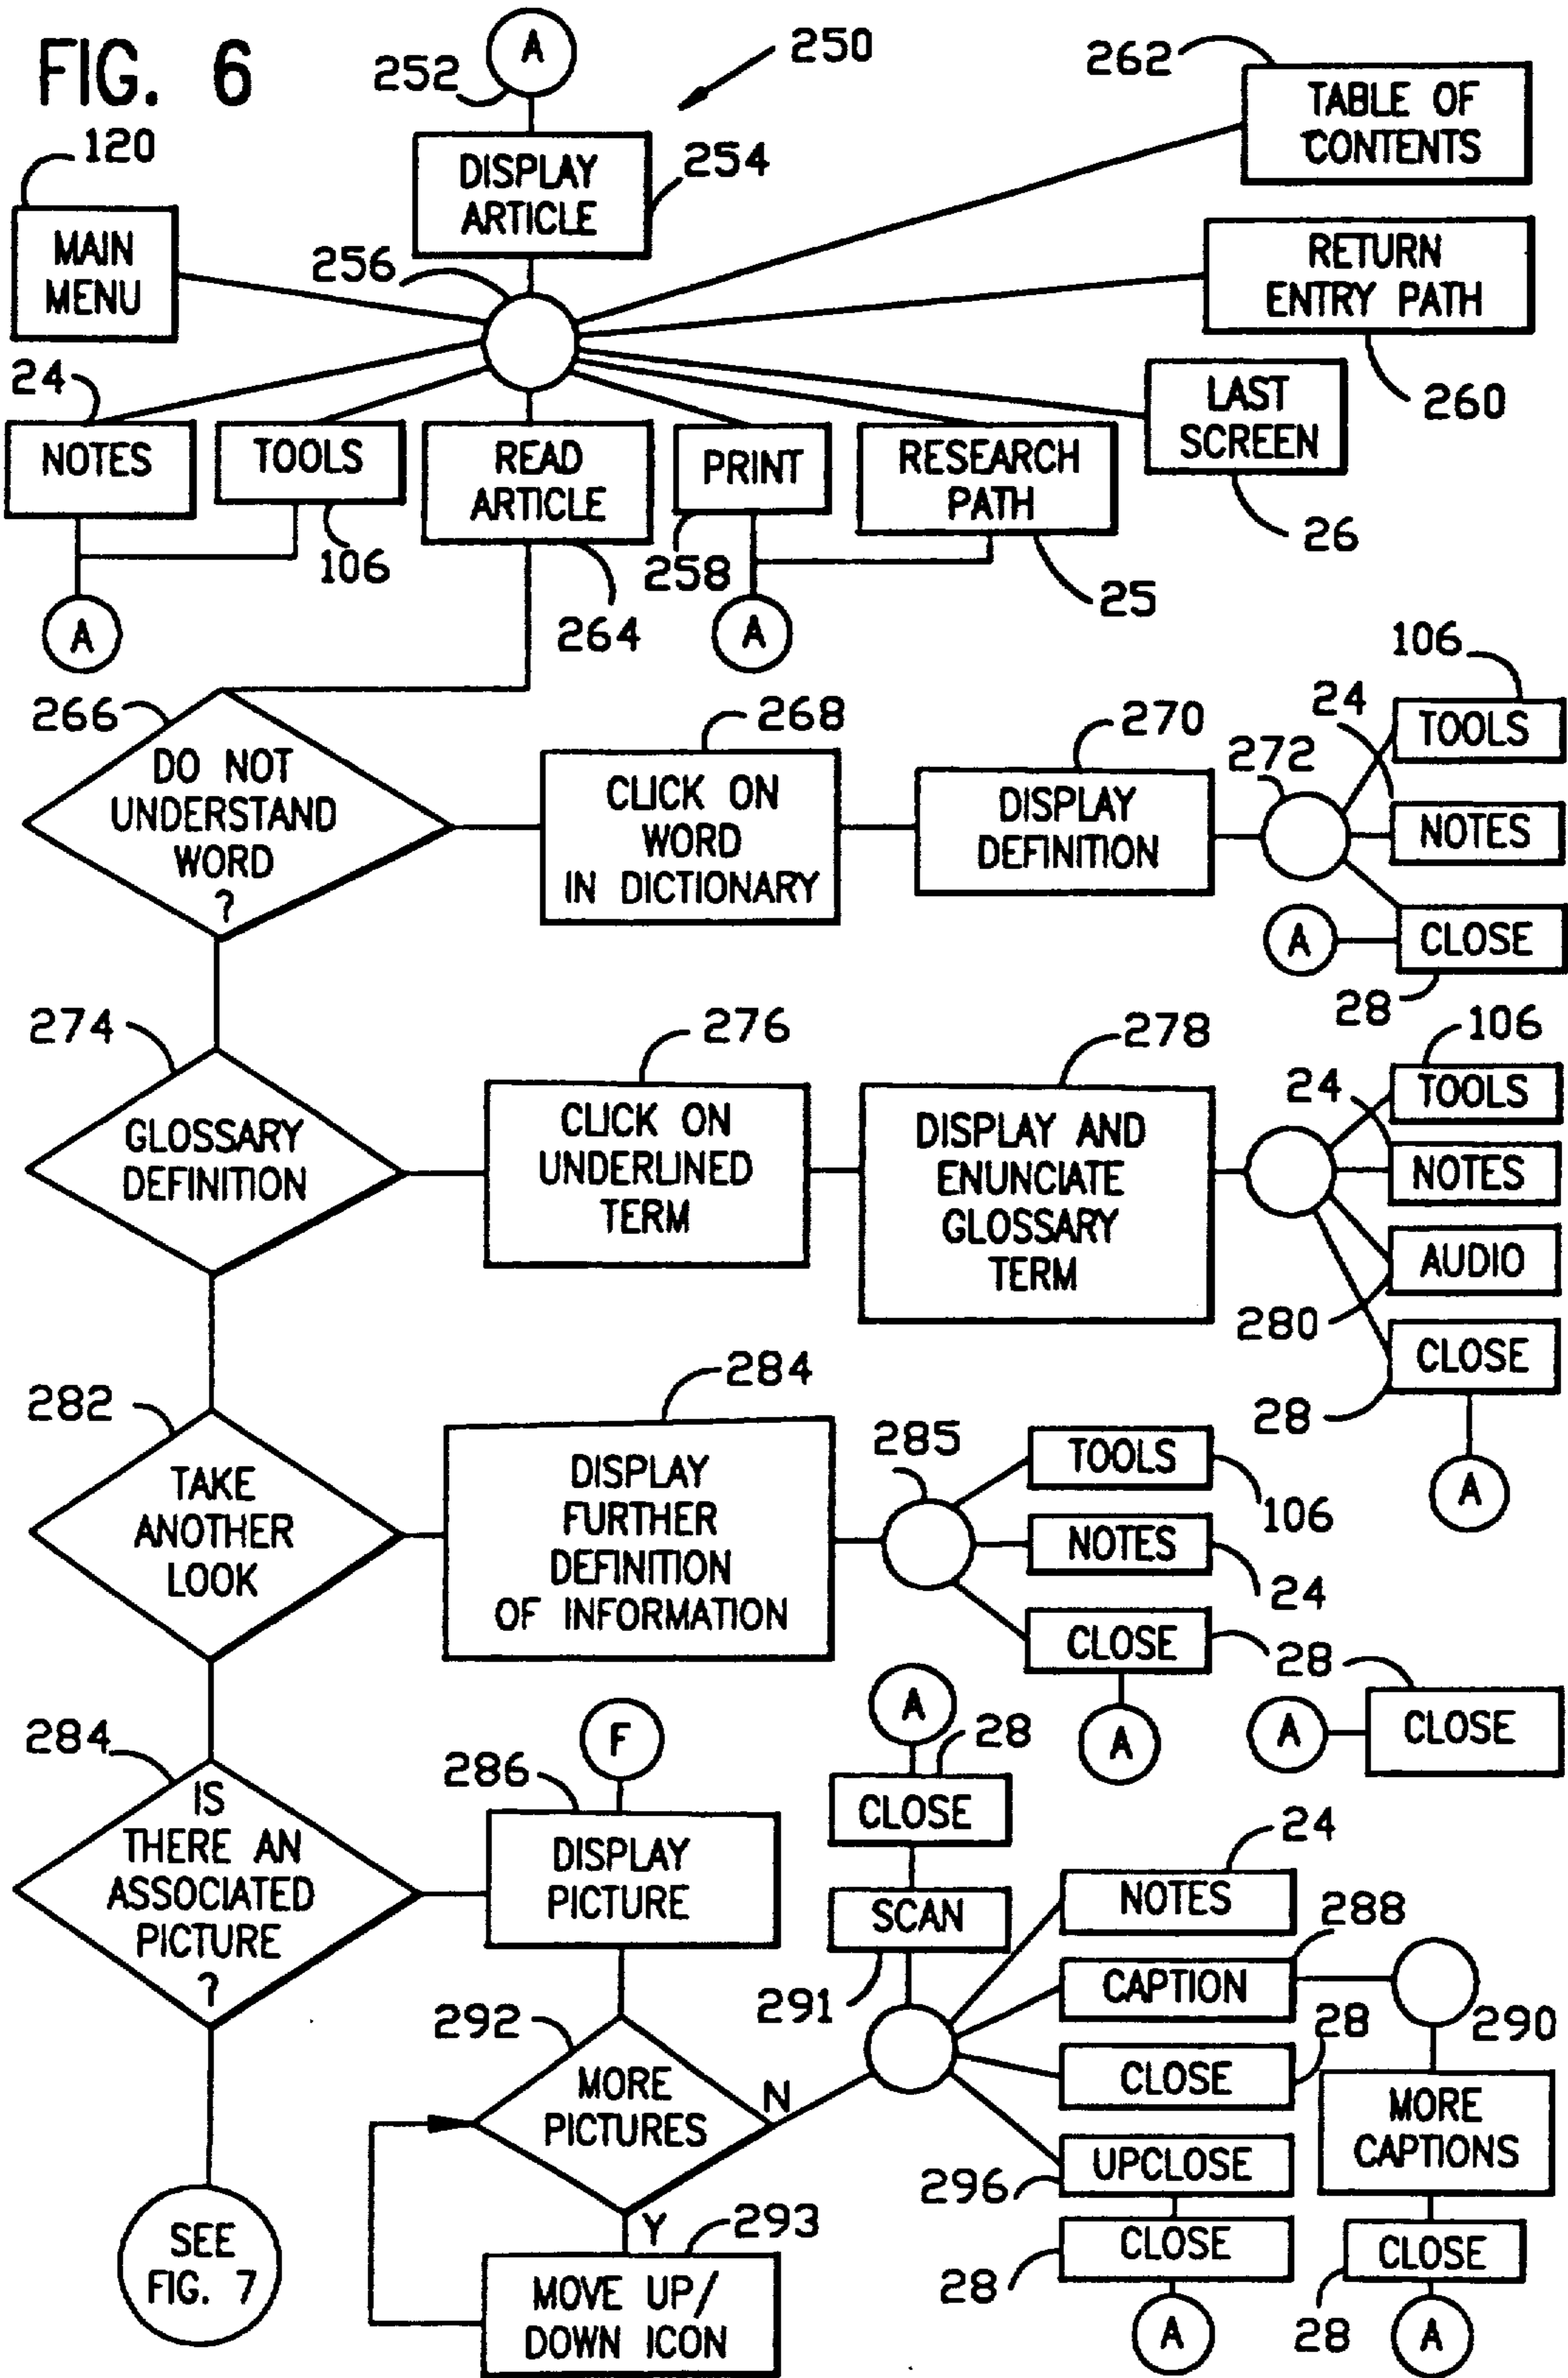 FIG. 6
A
252
250
262
TABLE OF
CONTENTS
120
DISPLAY
ARTICLE
254
MAIN
MENU
256
RETURN
ENTRY PATH
260
24
NOTES
TOOLS
106
READ
ARTICLE
264
PRINT
258
RESEARCH
PATH
25
LAST
SCREEN
26
A
A
266
DO NOT
UNDERSTAND
WORD
?
268
CLICK ON
WORD
IN DICTIONARY
270
DISPLAY
DEFINITION
272
106
TOOLS
24
NOTES
A
CLOSE
28
274
GLOSSARY
DEFINITION
276
CLICK ON
UNDERLINED
TERM
278
DISPLAY AND
ENUNCIATE
GLOSSARY
TERM
106
TOOLS
24
NOTES
AUDIO
280
CLOSE
28
A
282
TAKE
ANOTHER
LOOK
284
DISPLAY
FURTHER
DEFINITION
OF INFORMATION
285
TOOLS
106
NOTES
24
CLOSE
28
A
A
CLOSE
284
IS
THERE AN
ASSOCIATED
PICTURE
?
F
286
DISPLAY
PICTURE
A
28
CLOSE
SCAN
291
24
NOTES
288
CAPTION
290
28
CLOSE
MORE
CAPTIONS
292
MORE
PICTURES
N
Y
296
UPCLOSE
CLOSE
28
A
CLOSE
28
A
293
MOVE UP/
DOWN ICON
SEE
FIG. 7